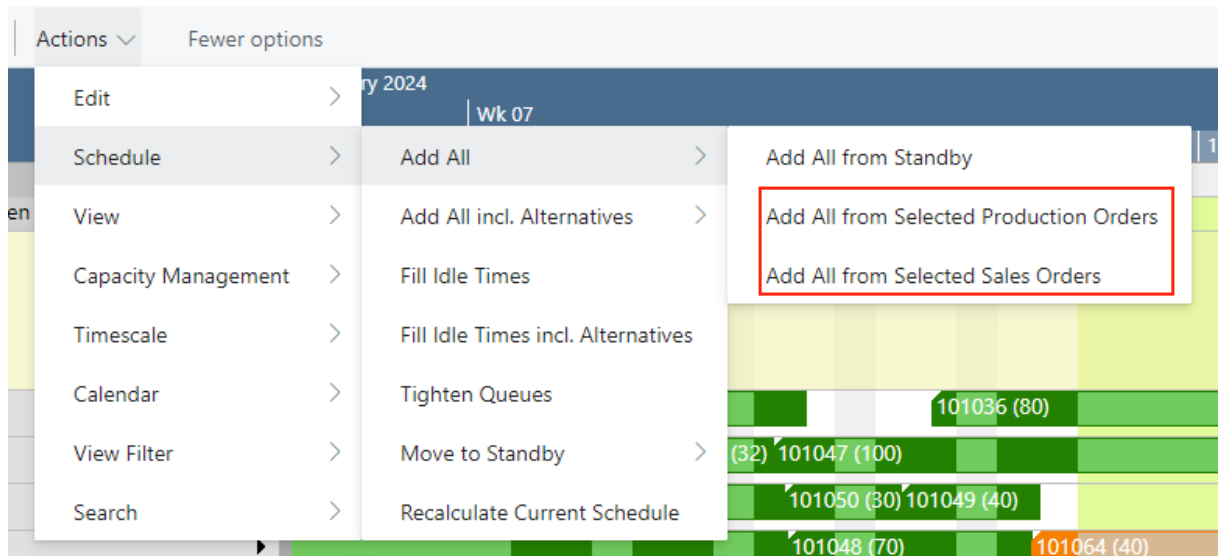 Actions
Fewer options
ry 2024
Wk 07
1
en
Edit
Schedule
View
Capacity Management
Timescale
Calendar
View Filter
Search
Add All
Add All incl. Alternatives
Fill Idle Times
Fill Idle Times incl. Alternatives
Tighten Queues
Move to Standby
Recalculate Current Schedule
Add All from Standby
Add All from Selected Production Orders
Add All from Selected Sales Orders
101036 (80)
(32) 101047 (100)
101050 (30) 101049 (40)
101048 (70) 101064 (40)